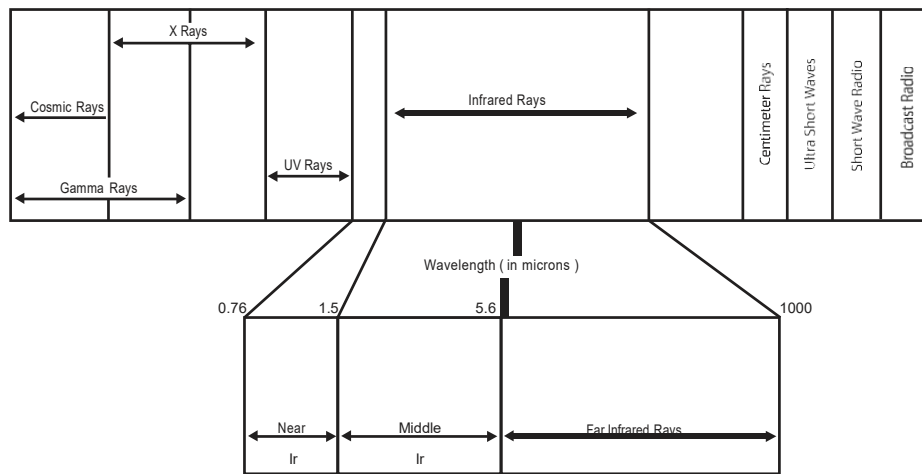 X Rays
Cosmic Rays
Infrared Rays
UV Rays
Gamma Rays
Centimeter Rays
Ultra Short Waves
Short Wave Radio
Broadcast Radio
Wavelength ( in microns )
0.76
1.5
5.6
1000
Near
Ir
Middle
Ir
Far Infrared Rays